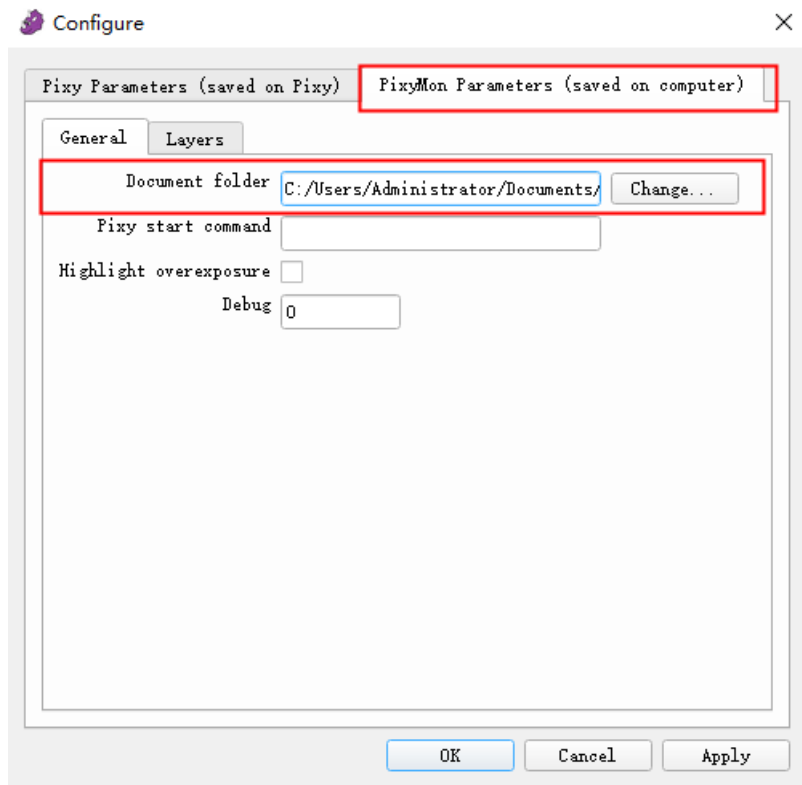 Configure
Pixy Parameters (saved on Pixy) PixyMon Parameters (saved on computer)
General Layers
Document folder C:/Users/Administrator/Documents/ Change...
Pixy start command
Highlight overexposure
Debug 0
OK Cancel Apply